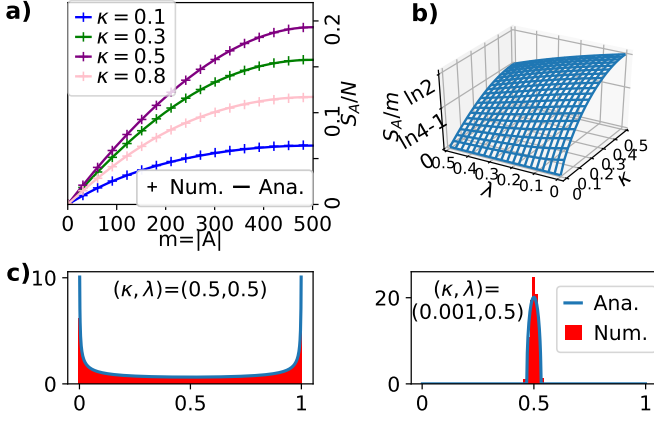 a)
κ = 0.1
κ = 0.3
κ = 0.5
κ = 0.8
+ Num. — Ana.
0 100 200 300 400 500
m=|A|
0.2
0.1
0
S_A/N
b)
ln2
ln4-1
0
S_A/m
0.5 0.4 0.3 0.2 0.1 0
λ
0 0.1 0.2 0.3 0.4 0.5
κ
c)
10
0
(κ, λ)=(0.5,0.5)
0 0.5 1
20
0
(κ, λ)=
(0.001,0.5)
Ana.
Num.
0 0.5 1